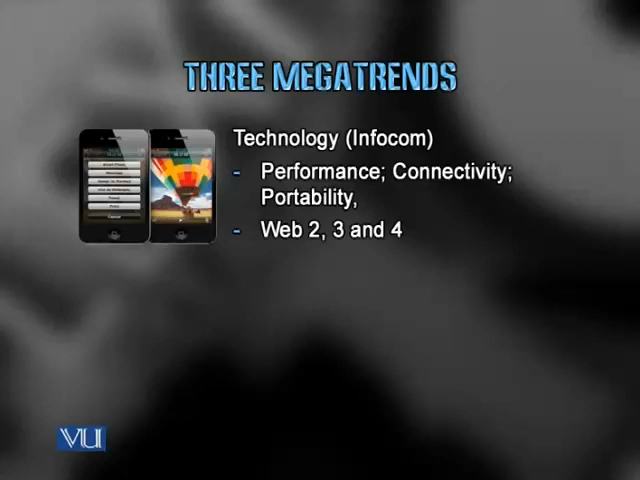 THREE MEGATRENDS
Technology (Infocom)
- Performance; Connectivity;
Portability,
- Web 2, 3 and 4
VU